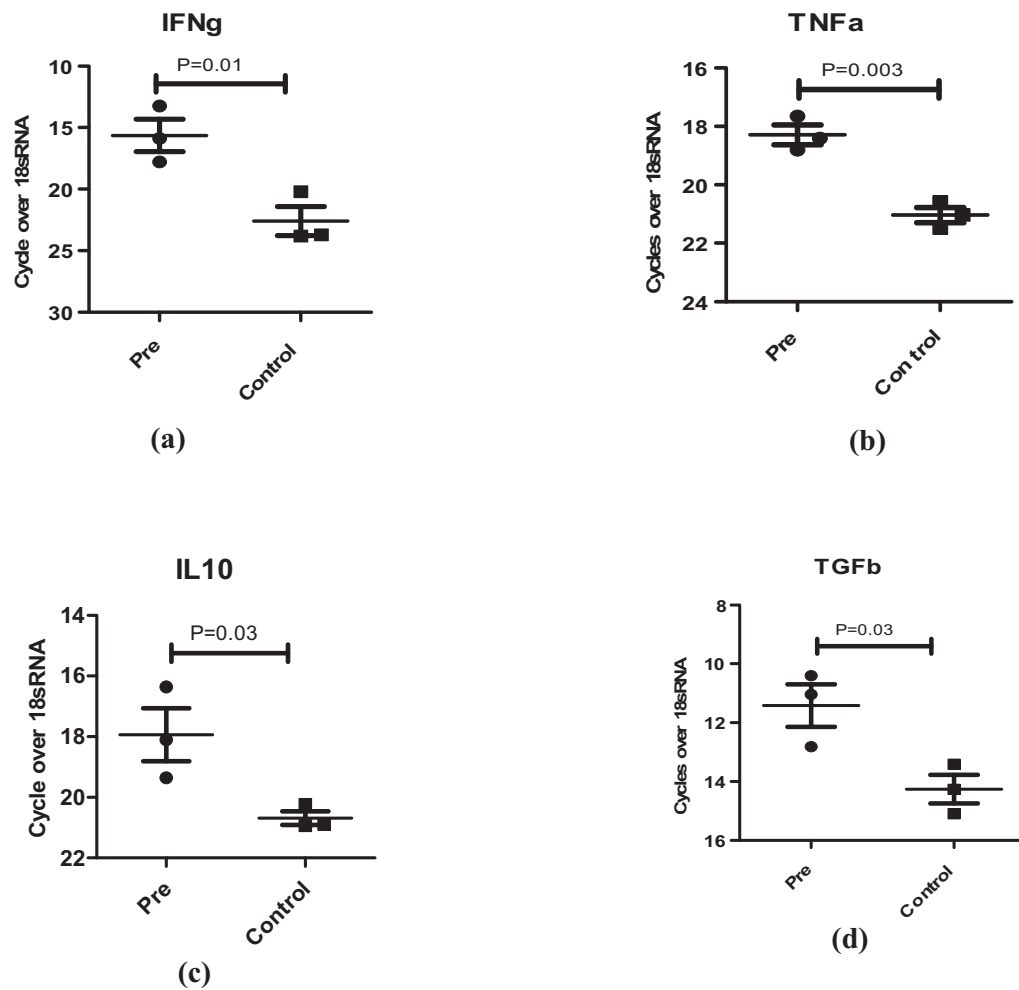 IFNg
P=0.01
Cycle over 18sRNA
10
15
20
25
30
Pre
Control
(a)
TNFa
P=0.003
Cycles over 18sRNA
16
18
20
22
24
Pre
Con trol
(b)
IL10
P=0.03
Cycle over 18sRNA
14
16
18
20
22
Pre
Control
(c)
TGFb
P=0.03
Cycles over 18sRNA
8
10
12
14
16
Pre
Control
(d)